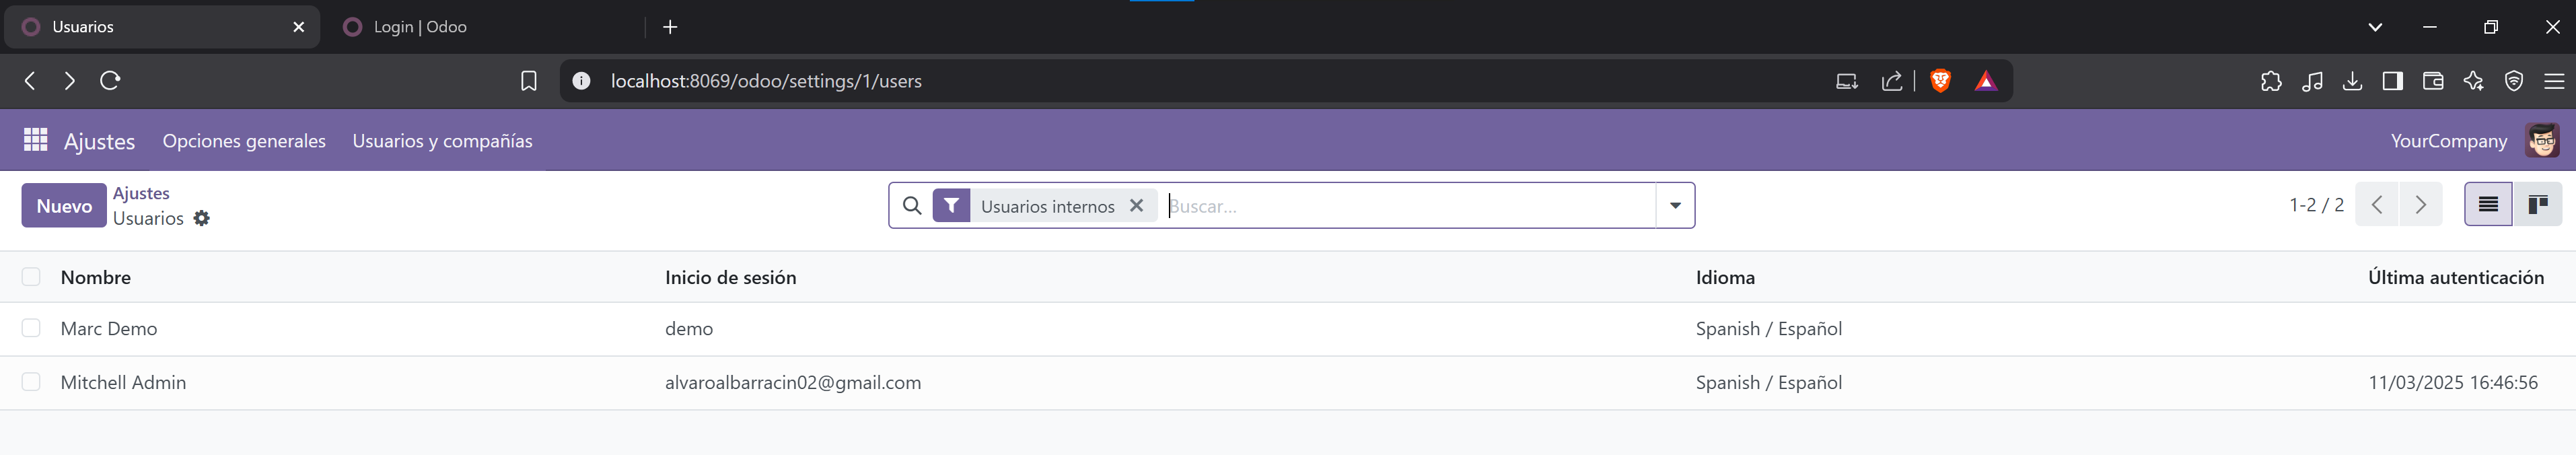 Usuarios
Login | Odoo
localhost:8069/odoo/settings/1/users
Ajustes Opciones generales Usuarios y compañías YourCompany
Nuevo Ajustes
Usuarios
Usuarios internos Buscar...
1-2 / 2
Nombre Inicio de sesión Idioma Última autenticación
Marc Demo demo Spanish / Español
Mitchell Admin alvaroalbarracin02@gmail.com Spanish / Español 11/03/2025 16:46:56